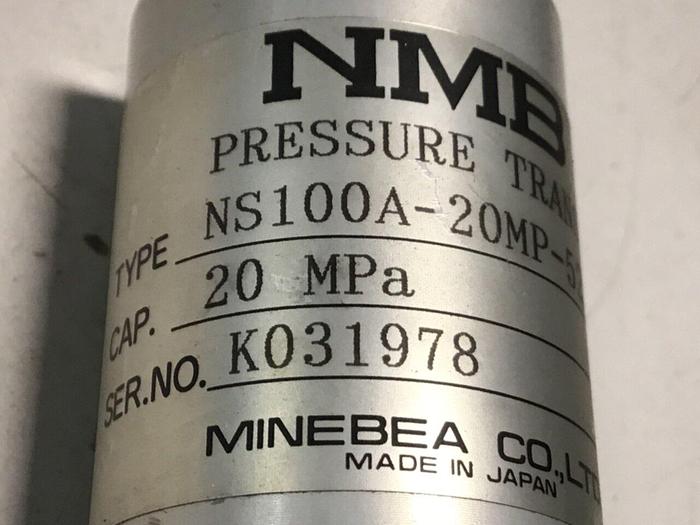 NMB
PRESSURE TRAN
TYPE NS100A-20MP-5
CAP. 20 MPa
SER.NO. K031978
MINEBEA CO.,LTD
MADE IN JAPAN